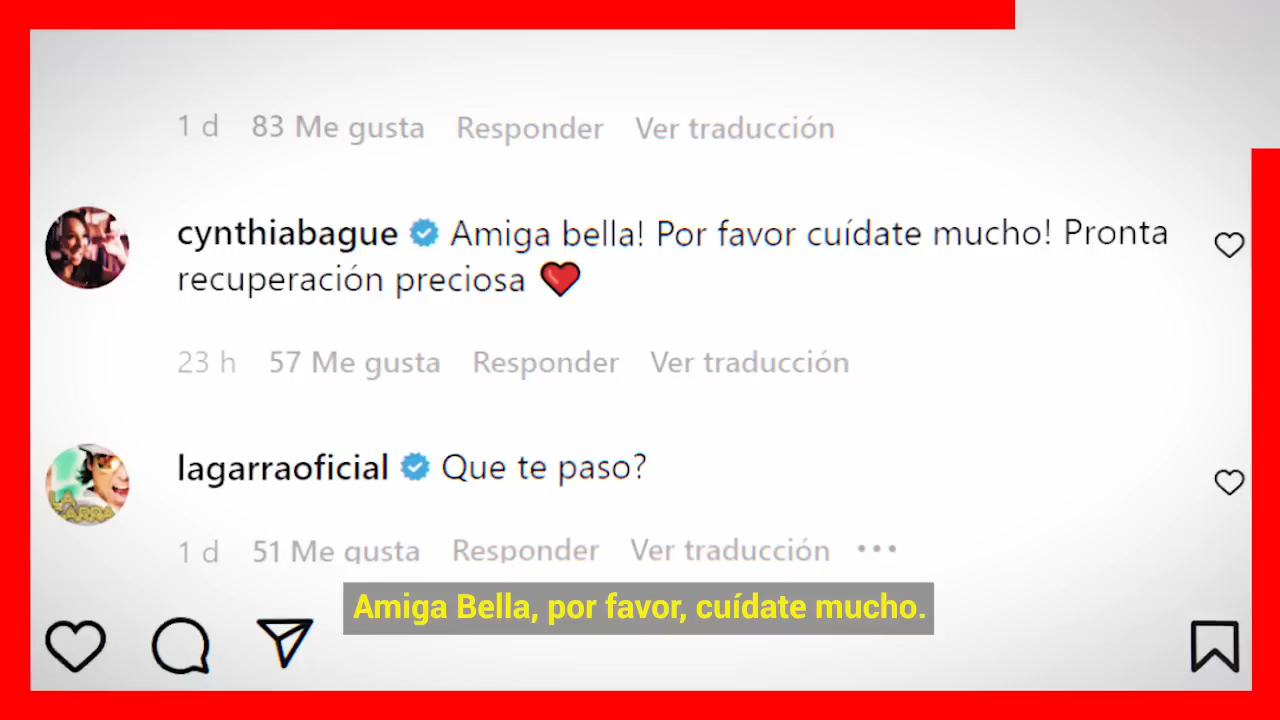 1 d 83 Me gusta Responder Ver traducción
cynthiabague Amiga bella! Por favor cuídate mucho! Pronta
recuperación preciosa ❤️
23 h 57 Me gusta Responder Ver traducción
lagarraoficial Que te paso?
1 d 51 Me gusta Responder Ver traducción •••
Amiga Bella, por favor, cuídate mucho.